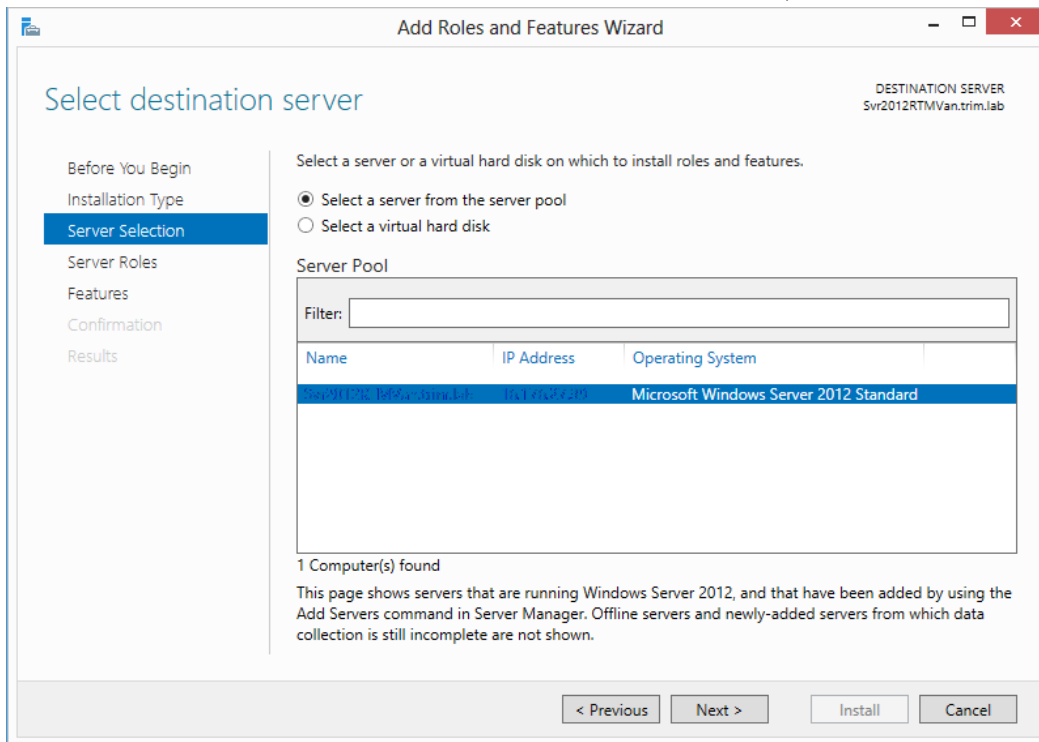 Add Roles and Features Wizard
Select destination server
DESTINATION SERVER
Svr2012RTMVan.trim.lab
Before You Begin
Installation Type
Server Selection
Server Roles
Features
Confirmation
Results
Select a server or a virtual hard disk on which to install roles and features.
Select a server from the server pool
Select a virtual hard disk
Server Pool
Filter:
Name IP Address Operating System
Microsoft Windows Server 2012 Standard
1 Computer(s) found
This page shows servers that are running Windows Server 2012, and that have been added by using the
Add Servers command in Server Manager. Offline servers and newly-added servers from which data
collection is still incomplete are not shown.
< Previous Next > Install Cancel